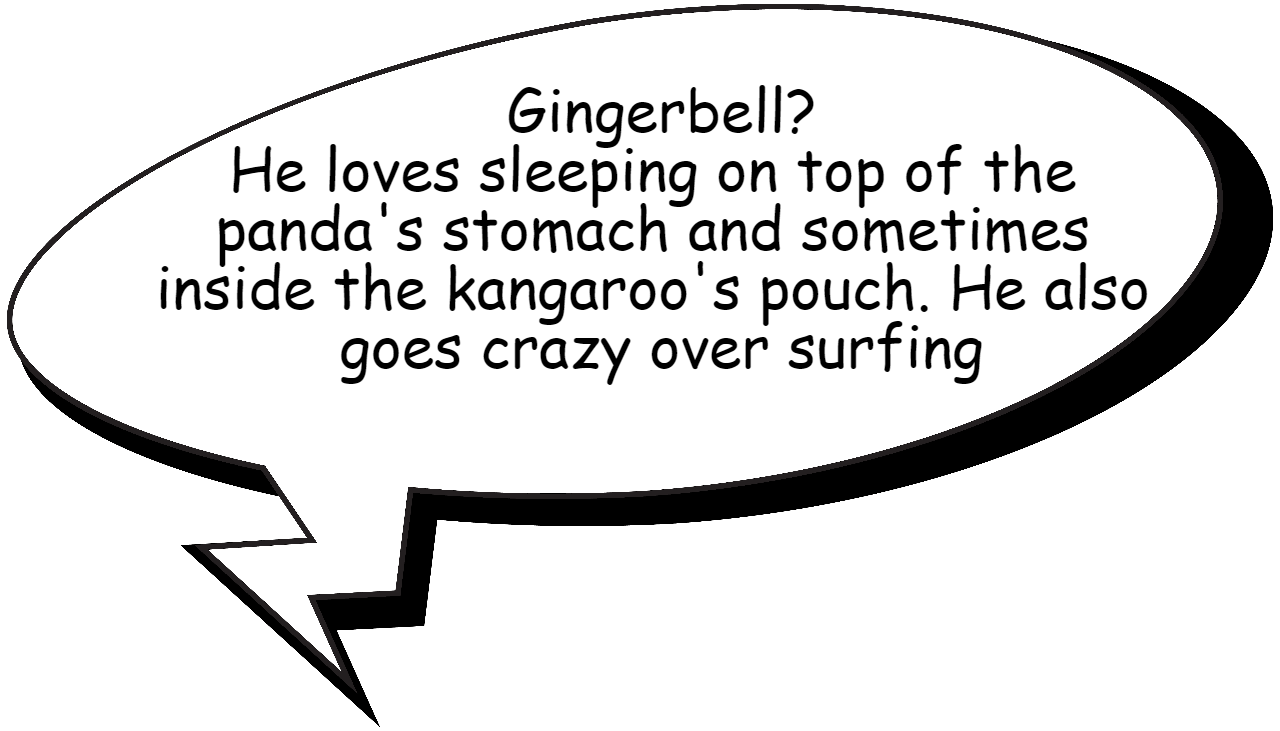 Gingerbell?
He loves sleeping on top of the
panda's stomach and sometimes
inside the kangaroo's pouch. He also
goes crazy over surfing